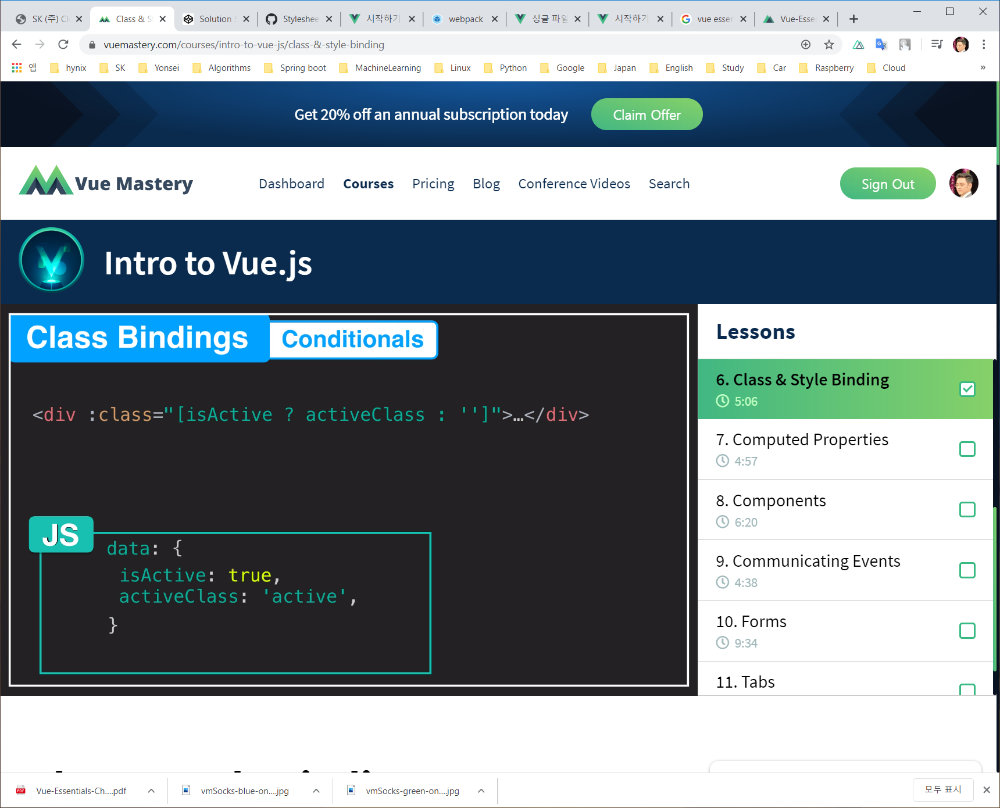 SK (주) C
Class & S
Solution
Styleshee
시작하기
webpack
싱글 파일
시작하기
vue essen
Vue-Esse
vuemastery.com/courses/intro-to-vue-js/class-&-style-binding
앱
hynix
SK
Yonsei
Algorithms
Spring boot
MachineLearning
Linux
Python
Google
Japan
English
Study
Car
Raspberry
Cloud
»
Get 20% off an annual subscription today
Claim Offer
Vue Mastery
Dashboard
Courses
Pricing
Blog
Conference Videos
Search
Sign Out
Intro to Vue.js
Class Bindings
Conditionals
<div :class="[isActive ? activeClass : '']">…</div>
JS
data: {
isActive: true,
activeClass: 'active',
}
Lessons
6. Class & Style Binding
5:06
7. Computed Properties
4:57
8. Components
6:20
9. Communicating Events
4:38
10. Forms
9:34
11. Tabs
PDF
Vue-Essentials-Ch....pdf
vmSocks-blue-on....jpg
vmSocks-green-on....jpg
모두 표시